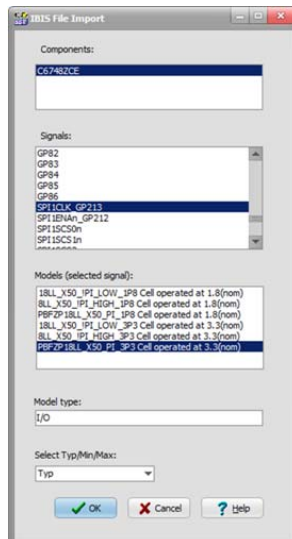 IBIS File Import
Components:
C6748ZCE
Signals:
GP82
GP83
GP84
GP85
GP86
SPI1CLK_GP213
SPI1ENAn_GP212
SPI1SCS0n
SPI1SCS1n
Models (selected signal):
18LL_X50_!PI_LOW_1P8 Cell operated at 1.8(nom)
8LL_X50_!PI_HIGH_1P8 Cell operated at 1.8(nom)
PBFZP18LL_X50_PI_1P8 Cell operated at 1.8(nom)
18LL_X50_!PI_LOW_3P3 Cell operated at 3.3(nom)
8LL_X50_!PI_HIGH_3P3 Cell operated at 3.3(nom)
PBFZP18LL_X50_PI_3P3 Cell operated at 3.3(nom)
Model type:
I/O
Select Typ/Min/Max:
Typ
OK Cancel ? Help